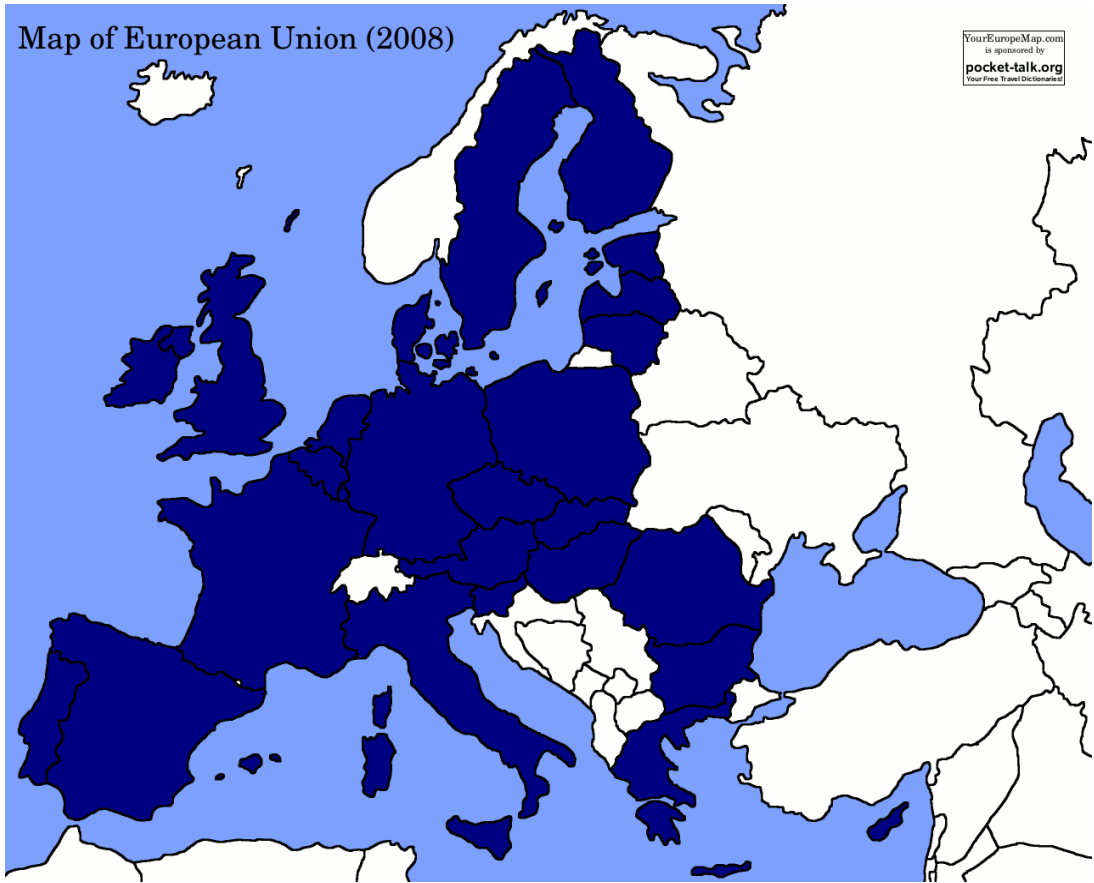 Map of European Union (2008)
YourEuropeMap.com
is sponsored by
pocket-talk.org
Your Free Travel Dictionaries!